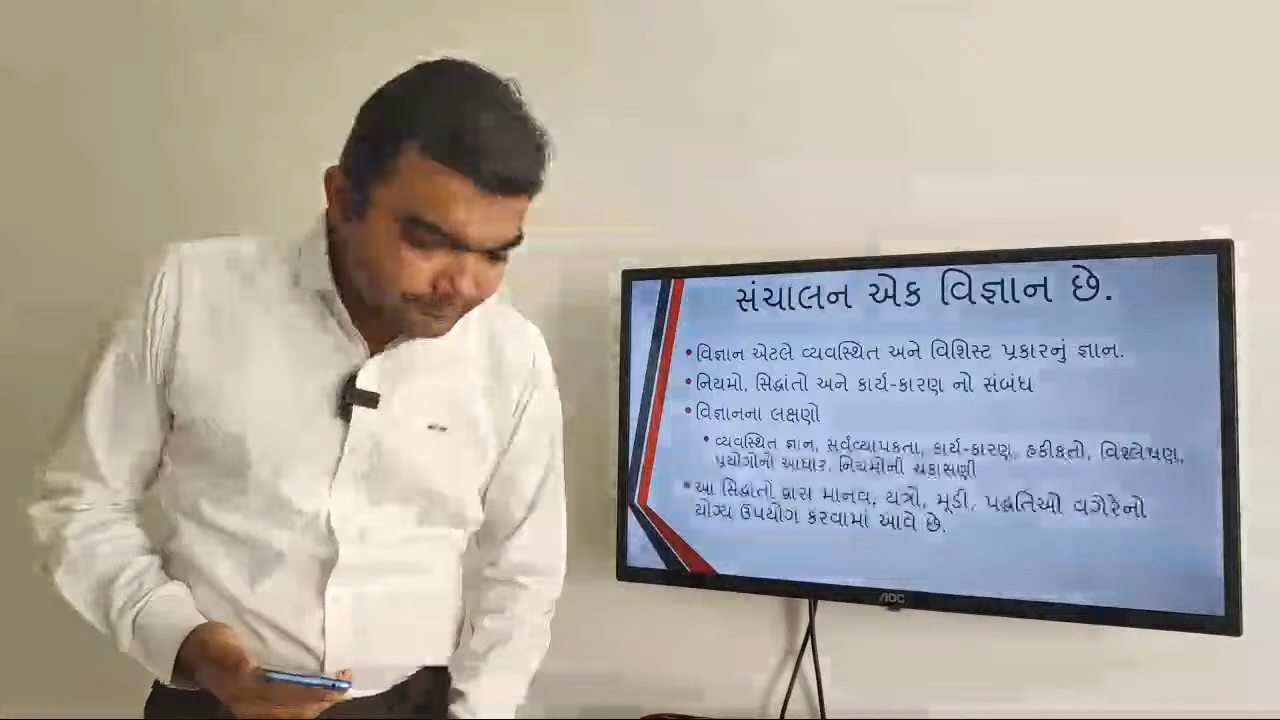 સંચાલન એક વિજ્ઞાન છે.
• વિજ્ઞાન એટલે વ્યવસ્થિત અને વિશિસ્ટ પ્રકારનું જ્ઞાન.
• નિયમો, સિદ્ધાંતો અને કાર્ય-કારણ નો સંબંધ
• વિજ્ઞાનના લક્ષણો
• વ્યવસ્થિત જ્ઞાન, સર્વવ્યાપકતા, કાર્ય-કારણ, હકીકતો, વિશ્લેષણ,
પ્રયોગોનો આધાર, નિયમોની ચકાસણી
• આ સિદ્ધાંતો દ્વારા માનવ, યંત્રો, મૂડી, પદ્ધતિઓ વગેરેનો
યોગ્ય ઉપયોગ કરવામાં આવે છે.
AOC